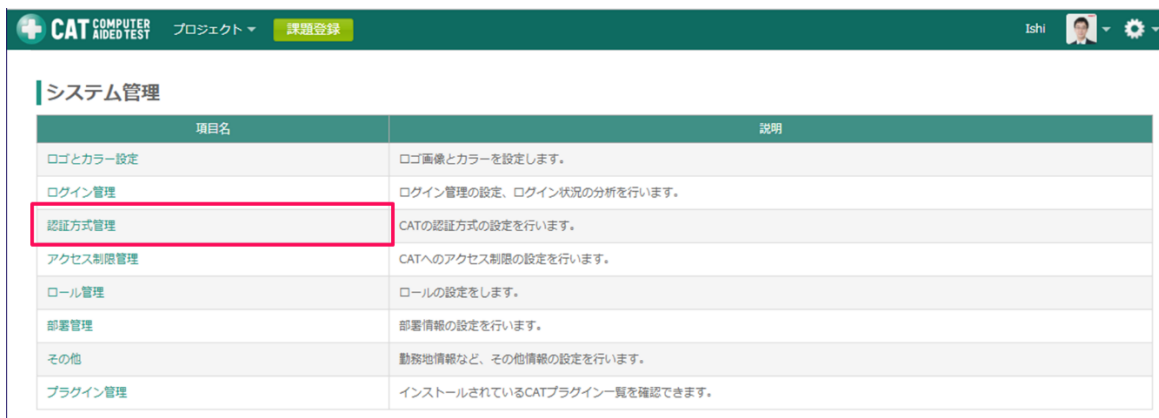 CAT COMPUTER AIDED TEST プロジェクト 課題登録 Ishi
システム管理
項目名 説明
ロゴとカラー設定 ロゴ画像とカラーを設定します。
ログイン管理 ログイン管理の設定、ログイン状況の分析を行います。
認証方式管理 CATの認証方式の設定を行います。
アクセス制限管理 CATへのアクセス制限の設定を行います。
ロール管理 ロールの設定をします。
部署管理 部署情報の設定を行います。
その他 勤務地情報など、その他情報の設定を行います。
プラグイン管理 インストールされているCATプラグイン一覧を確認できます。